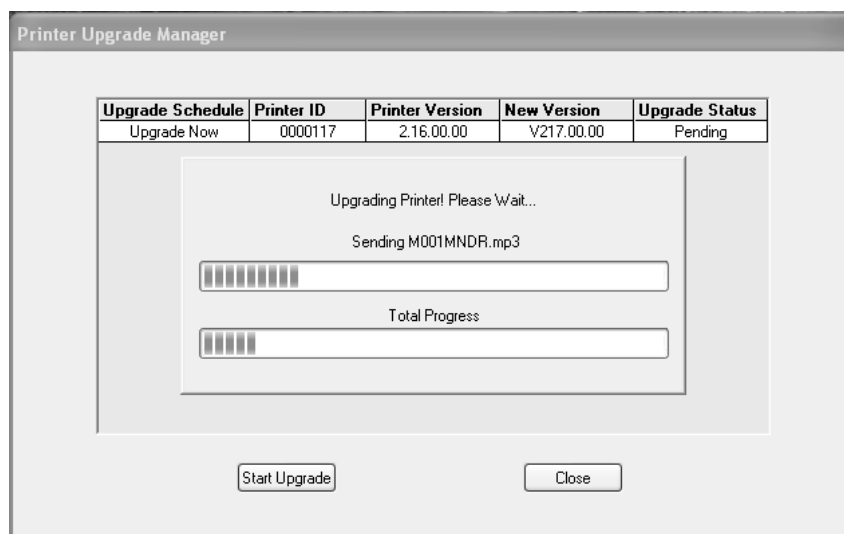 Printer Upgrade Manager
Upgrade Schedule Printer ID Printer Version New Version Upgrade Status
Upgrade Now 0000117 2.16.00.00 V217.00.00 Pending
Upgrading Printer! Please Wait...
Sending M001MNDR.mp3
Total Progress
Start Upgrade Close